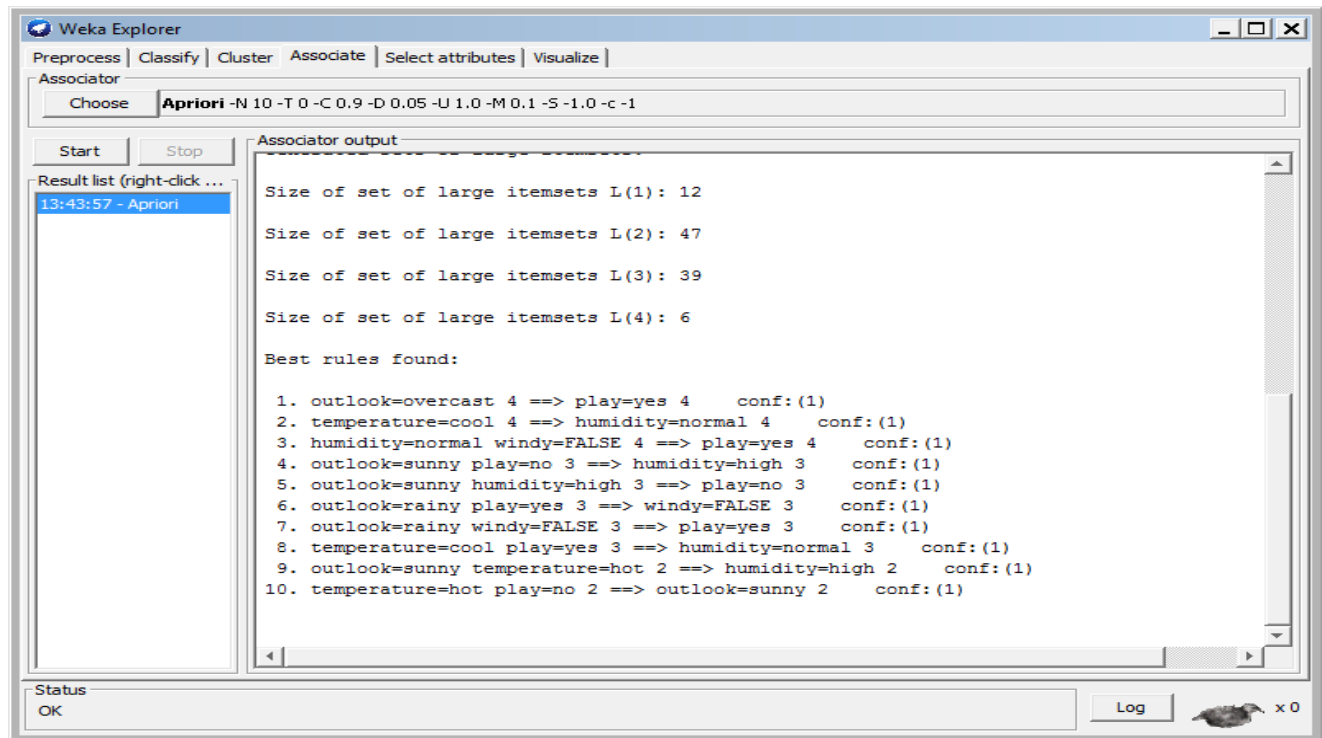 Weka Explorer
Preprocess Classify Cluster Associate Select attributes Visualize
Associator
Choose Apriori -N 10 -T 0 -C 0.9 -D 0.05 -U 1.0 -M 0.1 -S -1.0 -c -1
Start Stop
Result list (right-click ...
13:43:57 - Apriori
Associator output
Size of set of large itemsets L(1): 12
Size of set of large itemsets L(2): 47
Size of set of large itemsets L(3): 39
Size of set of large itemsets L(4): 6
Best rules found:
1. outlook=overcast 4 ==> play=yes 4 conf:(1)
2. temperature=cool 4 ==> humidity=normal 4 conf:(1)
3. humidity=normal windy=FALSE 4 ==> play=yes 4 conf:(1)
4. outlook=sunny play=no 3 ==> humidity=high 3 conf:(1)
5. outlook=sunny humidity=high 3 ==> play=no 3 conf:(1)
6. outlook=rainy play=yes 3 ==> windy=FALSE 3 conf:(1)
7. outlook=rainy windy=FALSE 3 ==> play=yes 3 conf:(1)
8. temperature=cool play=yes 3 ==> humidity=normal 3 conf:(1)
9. outlook=sunny temperature=hot 2 ==> humidity=high 2 conf:(1)
10. temperature=hot play=no 2 ==> outlook=sunny 2 conf:(1)
Status
OK
Log
x 0